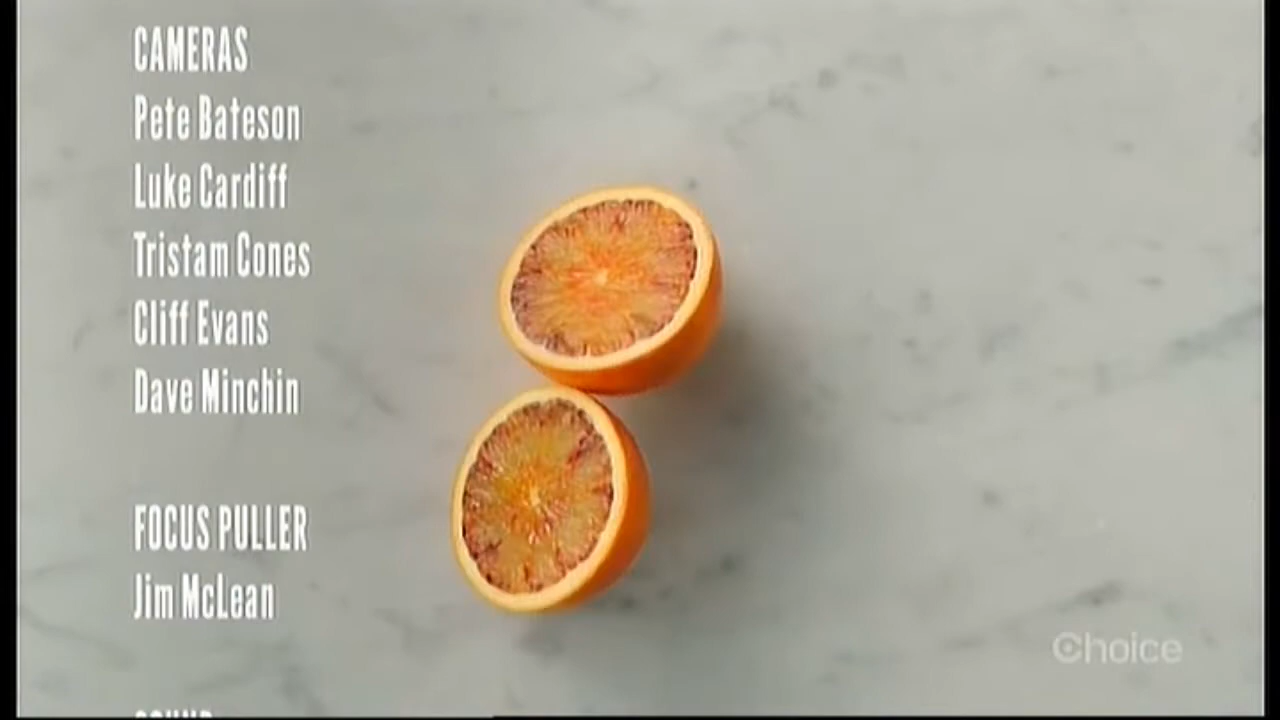 CAMERAS
Pete Bateson
Luke Cardiff
Tristam Cones
Cliff Evans
Dave Minchin
FOCUS PULLER
Jim McLean
Choice